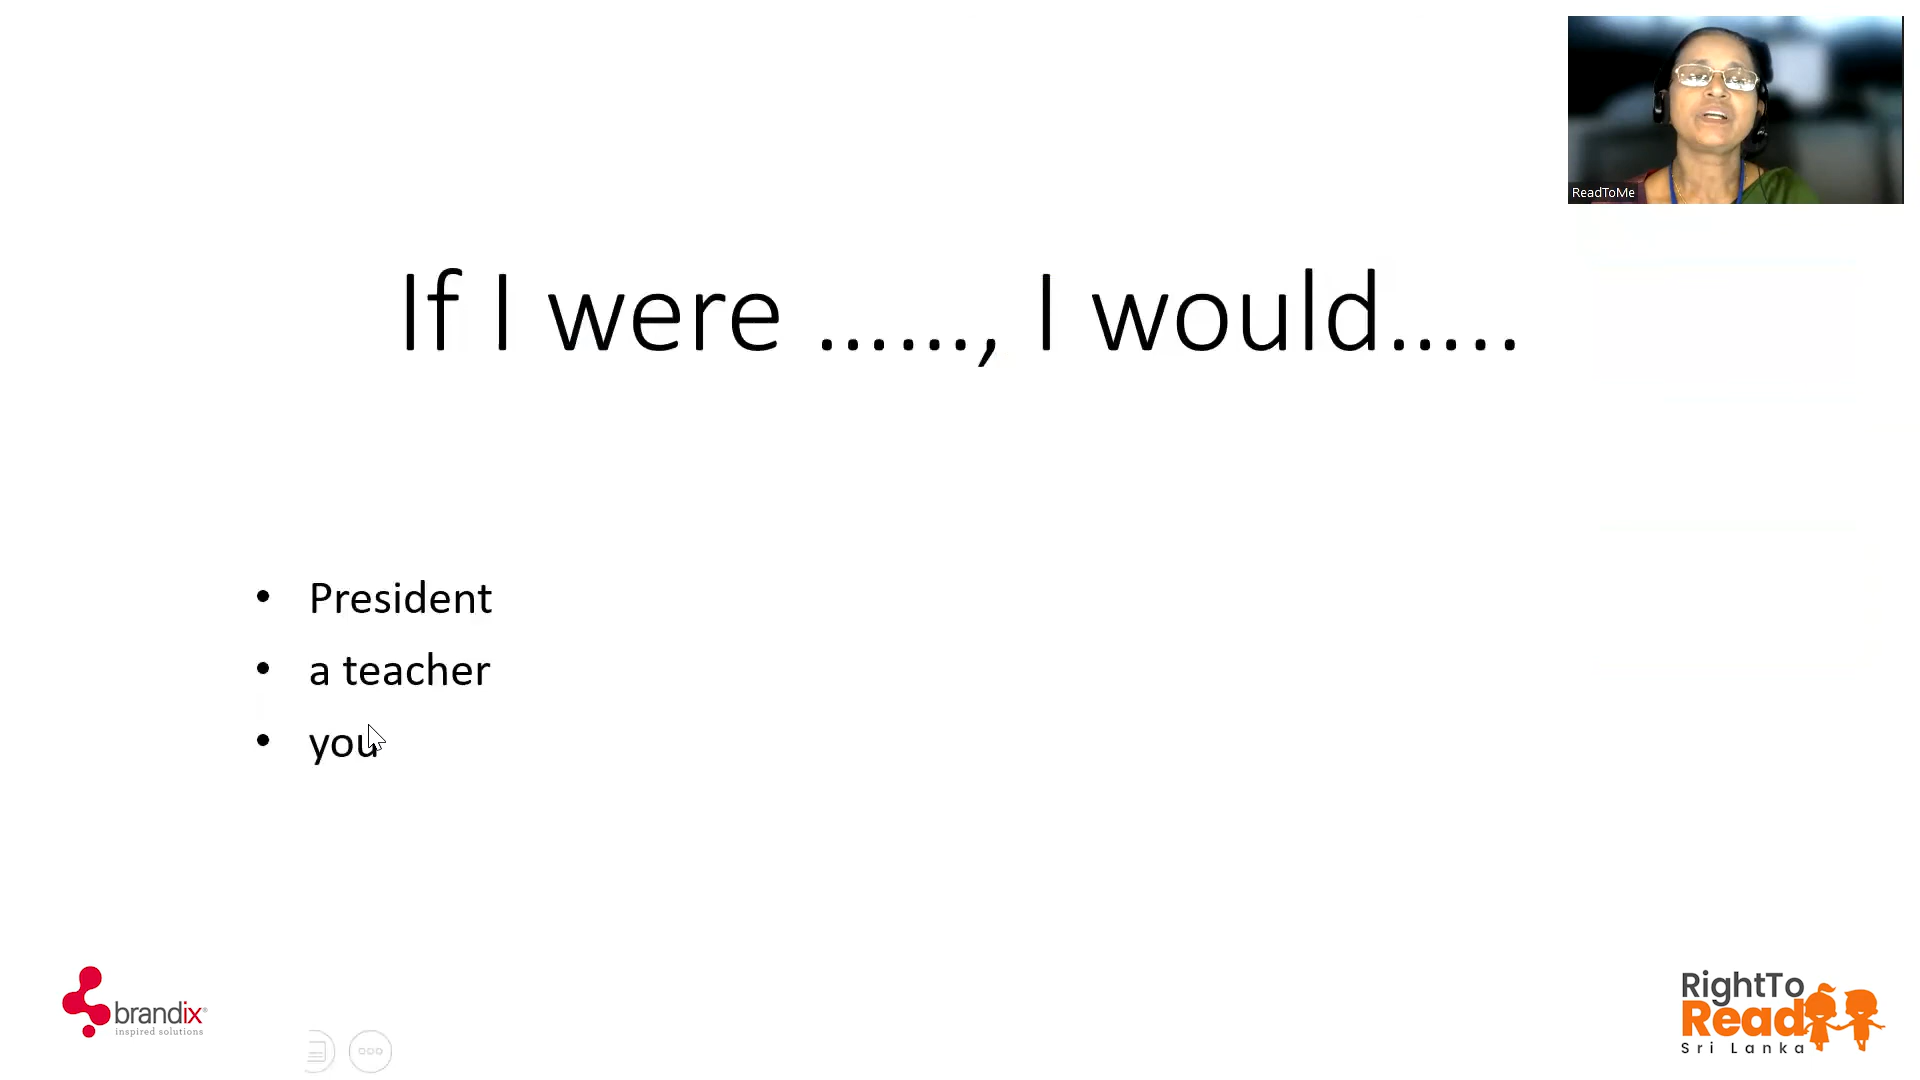 ReadToMe
If I were ……, I would…..
• President
• a teacher
• you
brandix
inspired solutions
RightTo
Read
Sri Lanka